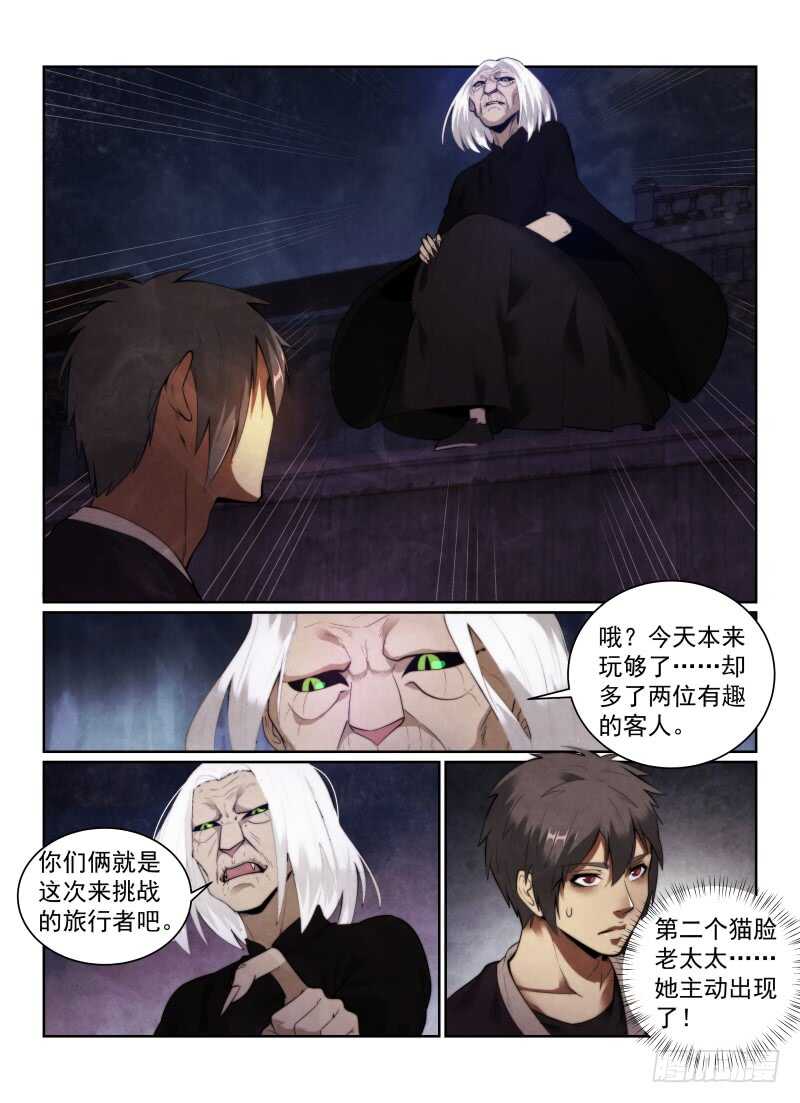 哦？今天本来
玩够了……却
多了两位有趣
的客人。
你们俩就是
这次来挑战
的旅行者吧。
第二个猫脸
老太太……
她主动出现
了！